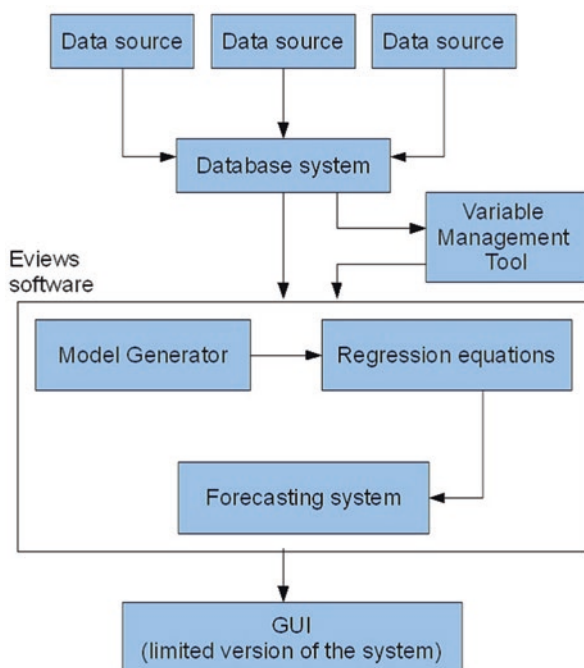 Data source
Data source
Data source
Database system
Variable
Management
Tool
Eviews
software
Model Generator
Regression equations
Forecasting system
GUI
(limited version of the system)